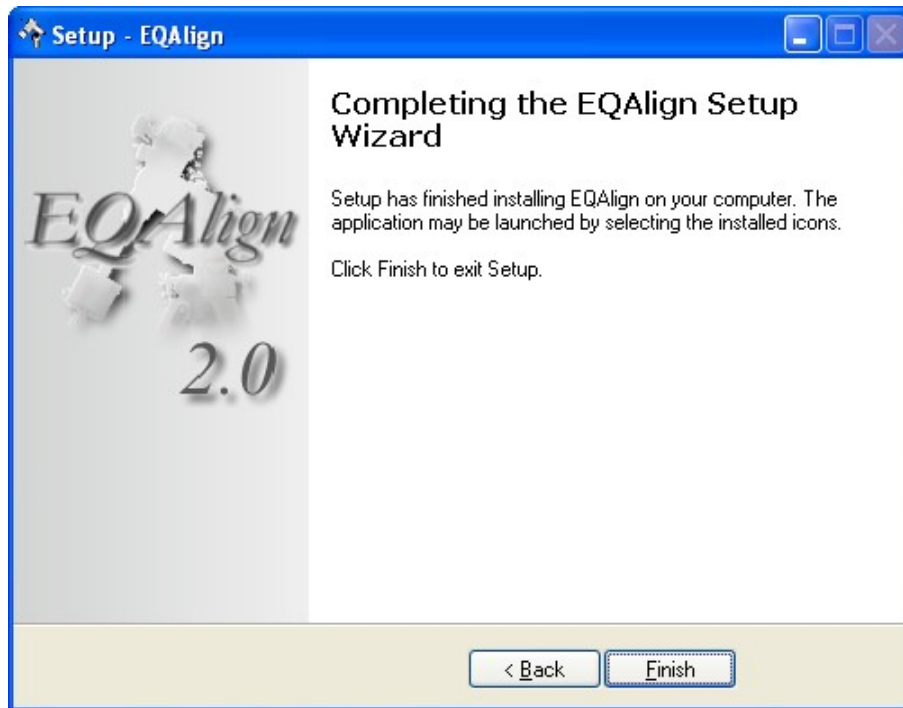 Setup - EQAlign
Completing the EQAlign Setup
Wizard
Setup has finished installing EQAlign on your computer. The
application may be launched by selecting the installed icons.
Click Finish to exit Setup.
EQAlign
2.0
< Back
Finish